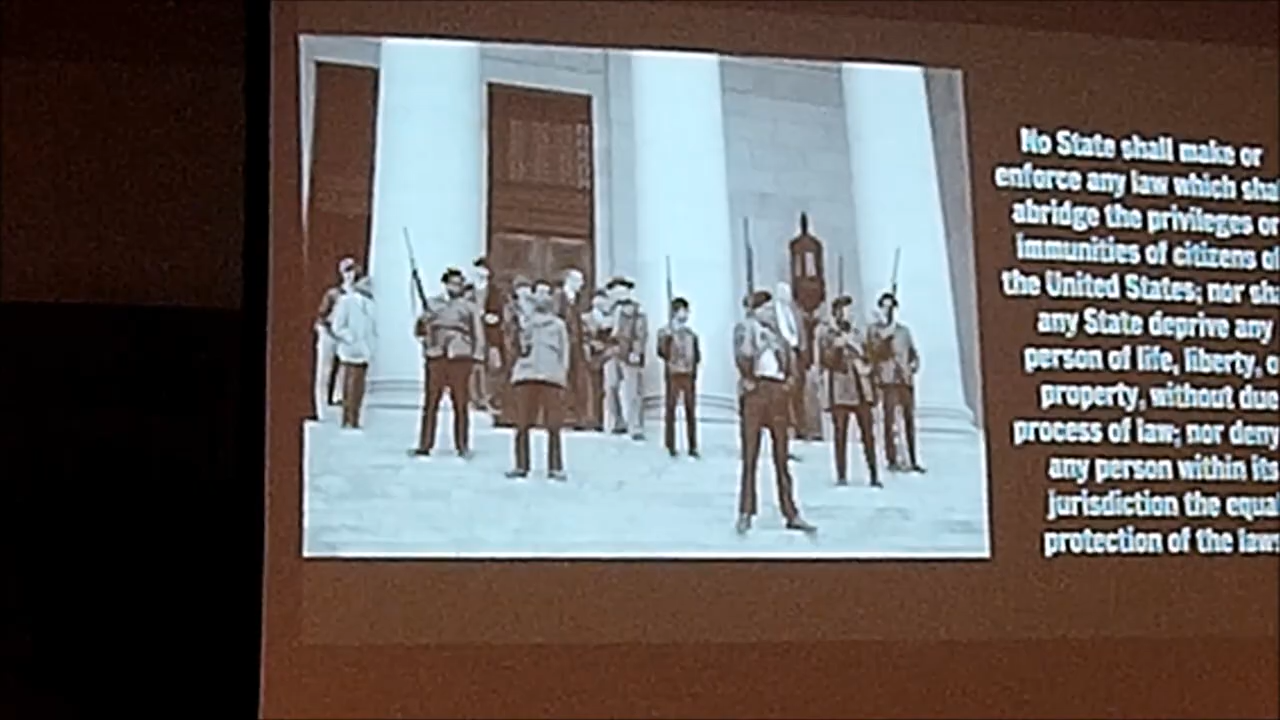 No State shall make or
enforce any law which sha
abridge the privileges or
immunities of citizens of
the United States; nor sh
any State deprive any
person of life, liberty, o
property, without due
process of law; nor deny
any person within its
jurisdiction the equa
protection of the laws